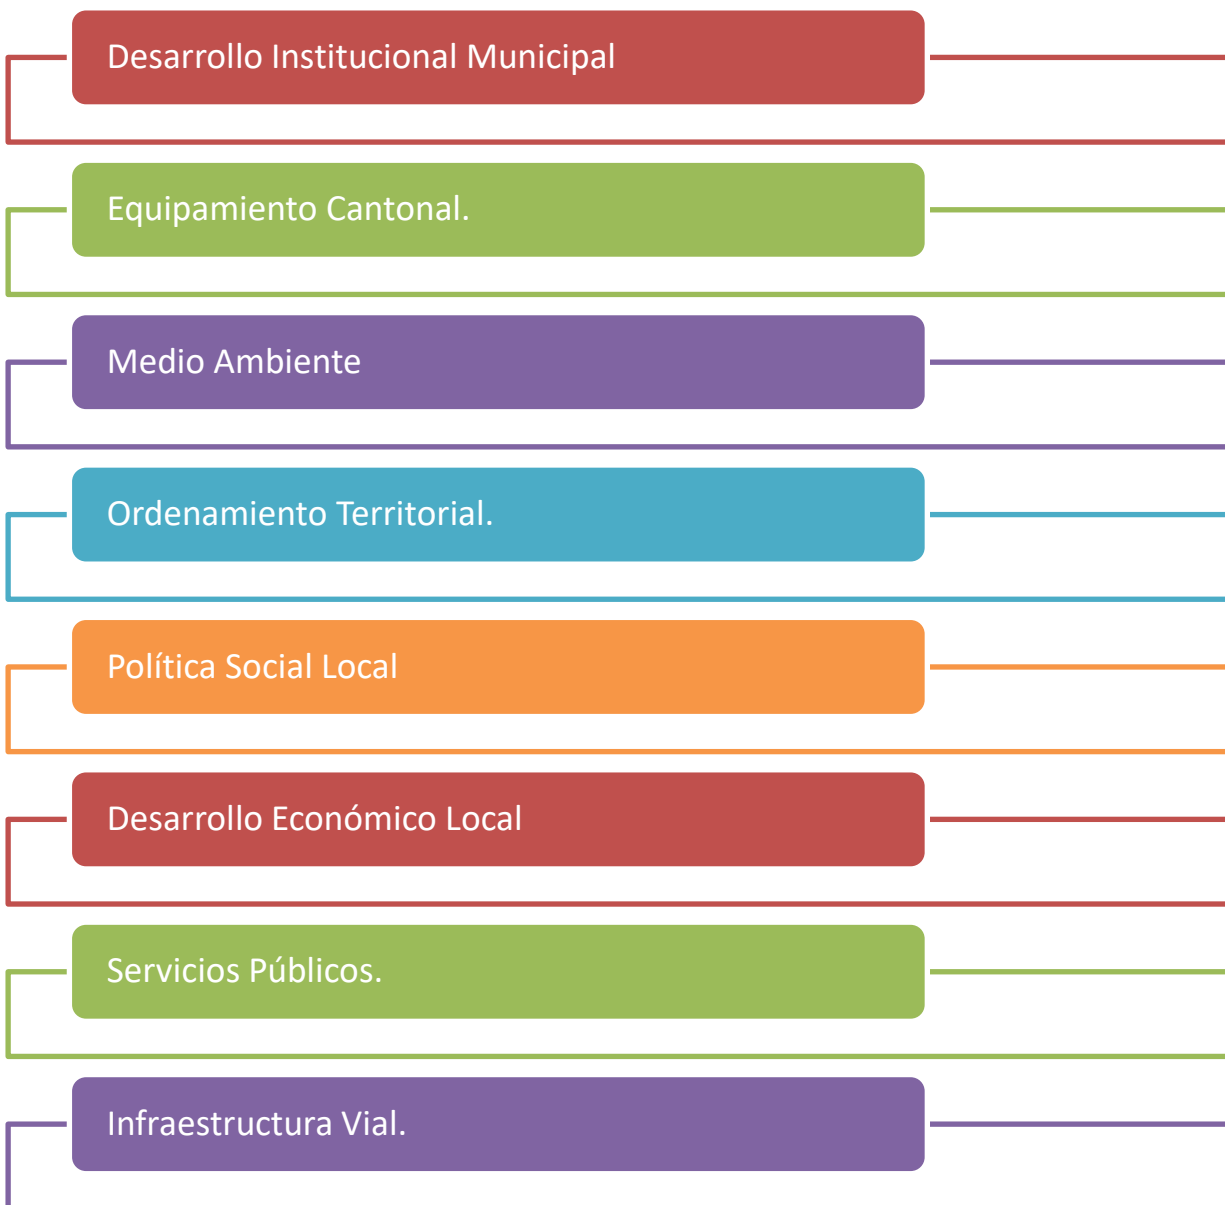 Desarrollo Institucional Municipal
Equipamiento Cantonal.
Medio Ambiente
Ordenamiento Territorial.
Política Social Local
Desarrollo Económico Local
Servicios Públicos.
Infraestructura Vial.